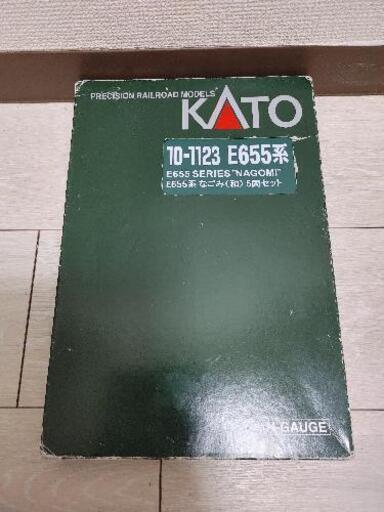 PRECISION RAILROAD MODELS
KATO
10-1123 E655系
E655 SERIES "NAGOMI"
E655系 なごみ(和) 5両セット
N GAUGE